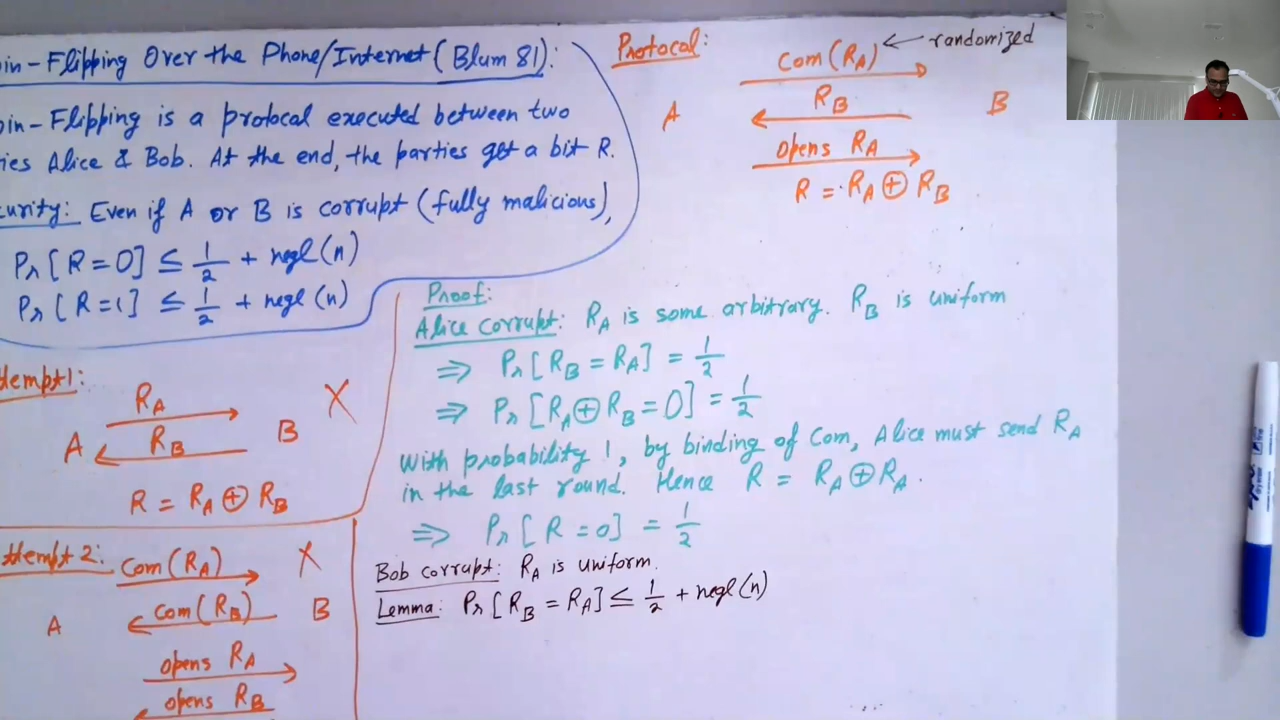 in-Flipping Over the Phone/Internet (Blum 81):
in-Flipping is a protocal executed between two
ies Alice & Bob. At the end, the parties get a bit R.
curity: Even if A or B is corrupt (fully malicious),
Pr[R=0] ≤ 1/2 + negl(n)
Pr[R=1] ≤ 1/2 + negl(n)
Protocal:
Com(RA) ← randomized
RB
A B
opens RA
R = RA ⊕ RB
tempt 1:
RA
A RB B X
R = RA ⊕ RB
ttempt 2: Com(RA) X
A Com(RB) B
opens RA
opens RB
Proof:
Alice corrupt: RA is some arbitrary. RB is uniform
⇒ Pr[RB = RA] = 1/2
⇒ Pr[RA ⊕ RB = 0] = 1/2
With probability 1, by binding of Com, Alice must send RA
in the last round. Hence R = RA ⊕ RA.
⇒ Pr[R = 0] = 1/2
Bob corrupt: RA is uniform.
Lemma: Pr[RB = RA] ≤ 1/2 + negl(n)